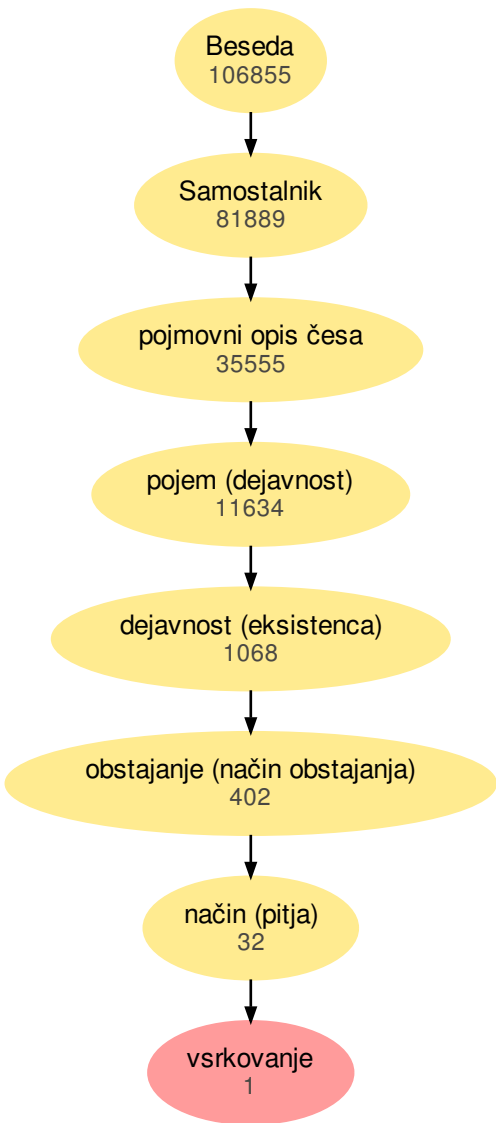 Beseda
106855
Samostalnik
81889
pojmovni opis česa
35555
pojem (dejavnost)
11634
dejavnost (eksistenca)
1068
obstajanje (način obstajanja)
402
način (pitja)
32
vsrkovanje
1